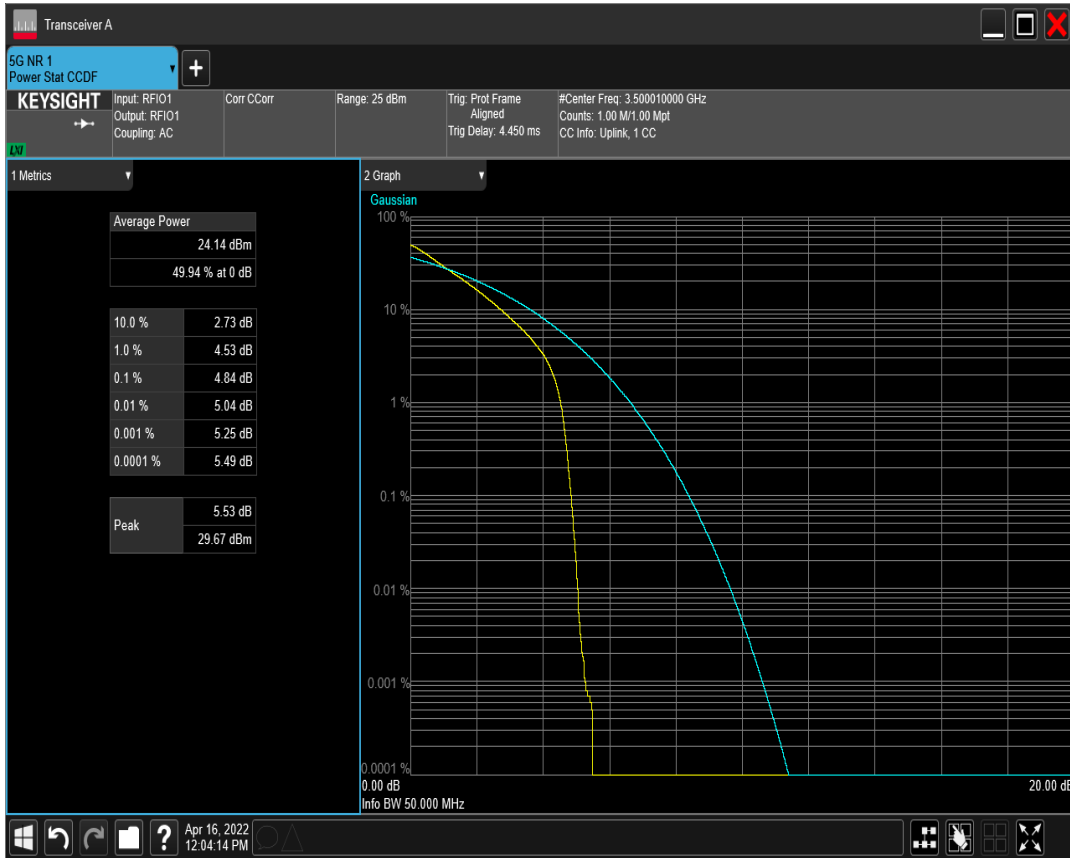 Transceiver A
5G NR 1
Power Stat CCDF
KEYSIGHT
LXI
Input: RFIO1
Output: RFIO1
Coupling: AC
Corr CCorr
Range: 25 dBm
Trig: Prot Frame
Aligned
Trig Delay: 4.450 ms
#Center Freq: 3.500010000 GHz
Counts: 1.00 M/1.00 Mpt
CC Info: Uplink, 1 CC
1 Metrics
Average Power
24.14 dBm
49.94 % at 0 dB
10.0 % 2.73 dB
1.0 % 4.53 dB
0.1 % 4.84 dB
0.01 % 5.04 dB
0.001 % 5.25 dB
0.0001 % 5.49 dB
Peak
5.53 dB
29.67 dBm
2 Graph
Gaussian
100 %
10 %
1 %
0.1 %
0.01 %
0.001 %
0.0001 %
0.00 dB 20.00 dB
Info BW 50.000 MHz
? Apr 16, 2022
12:04:14 PM